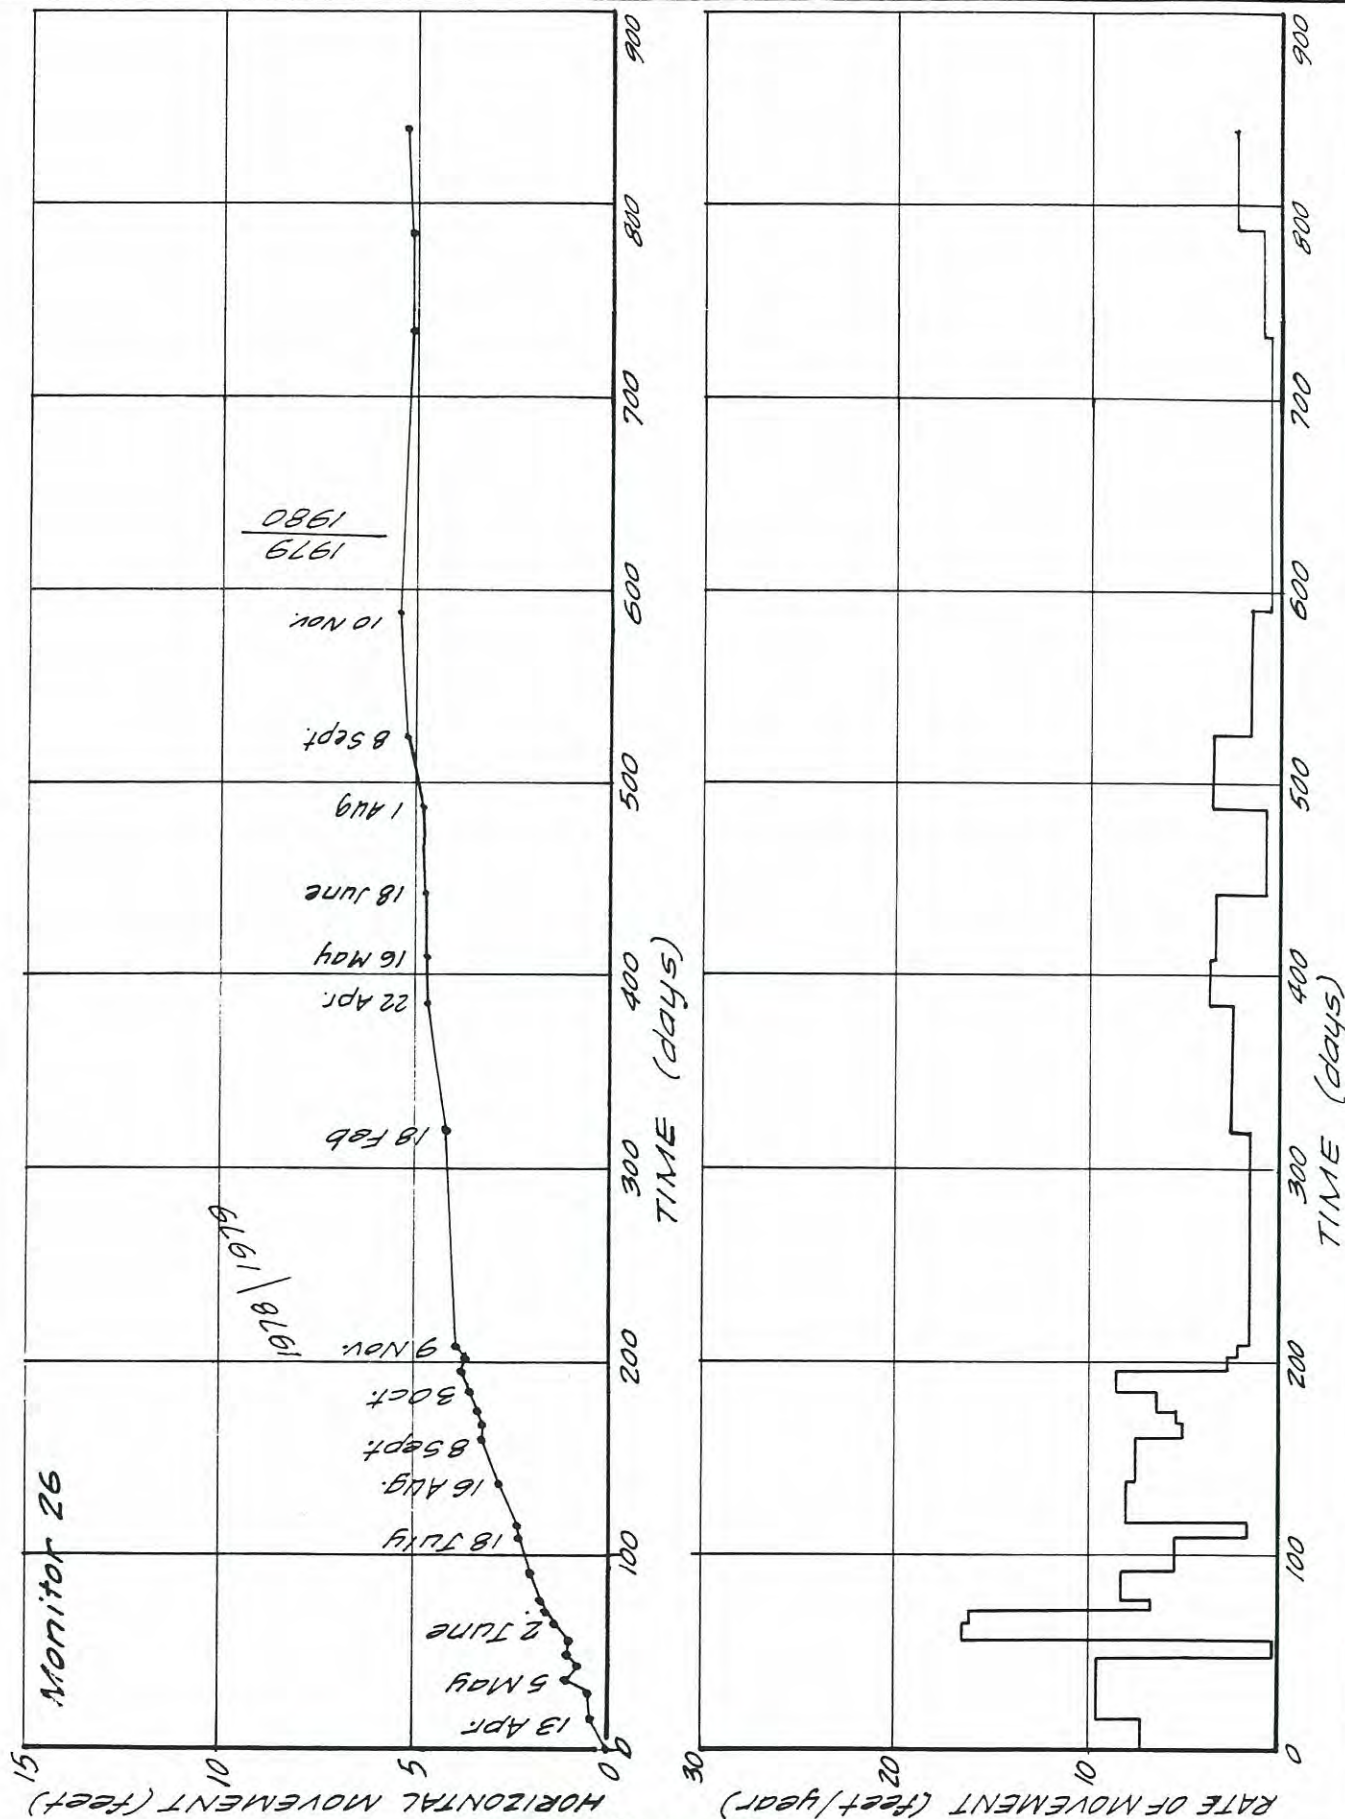 Monitor 26
HORIZONTAL MOVEMENT (feet)
15
10
5
0
13 Apr.
5 May
2 June
18 July
16 Aug.
8 Sept.
3 Oct.
9 Nov.
1978 | 1979
18 Feb
22 Apr.
16 May
18 June
1 Aug
8 Sept.
10 Nov.
1979
1980
100
200
300
400
500
600
700
800
900
TIME (days)
RATE OF MOVEMENT (feet/year)
30
20
10
0
100
200
300
400
500
600
700
800
900
TIME (days)